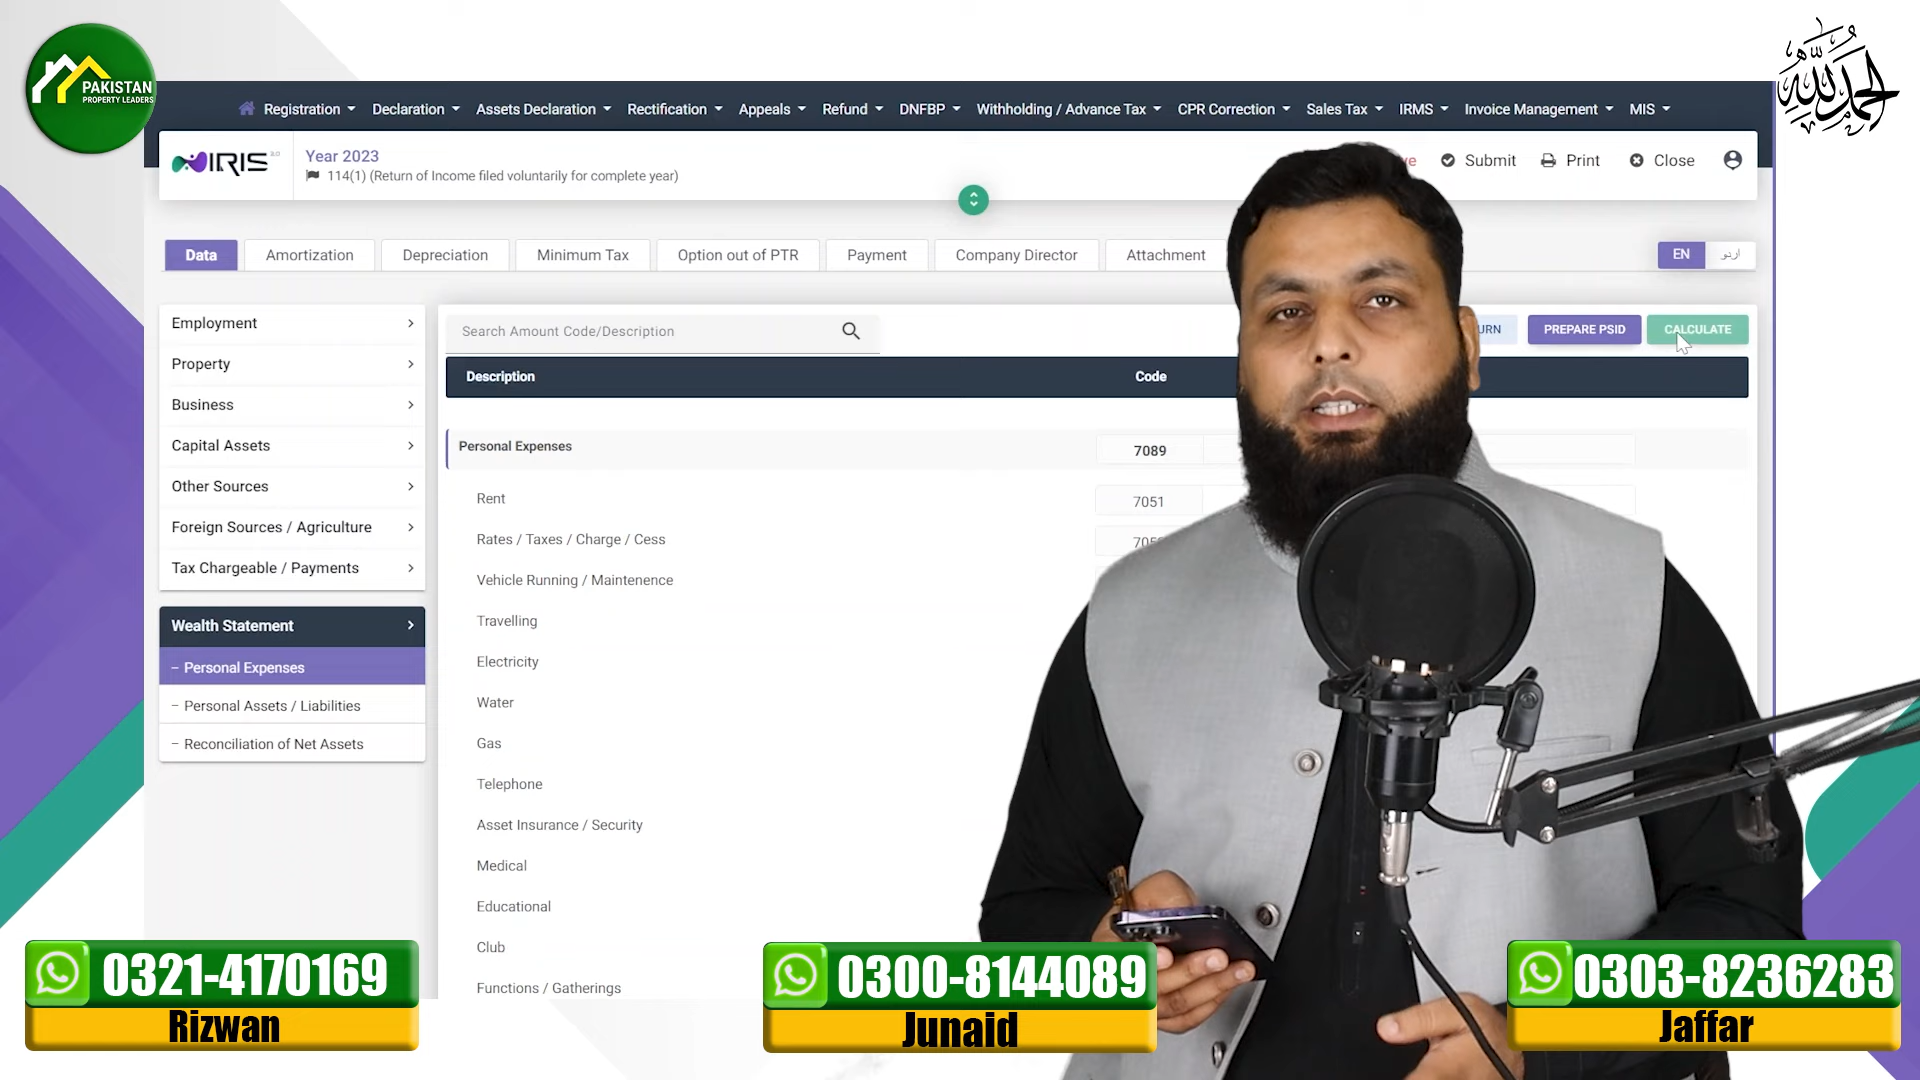 PAKISTAN
PROPERTY LEADERS
الحمدلله
Registration Declaration Assets Declaration Rectification Appeals Refund DNFBP Withholding / Advance Tax CPR Correction Sales Tax IRMS Invoice Management MIS
IRIS
Year 2023
114(1) (Return of Income filed voluntarily for complete year)
Submit Print Close
Data Amortization Depreciation Minimum Tax Option out of PTR Payment Company Director Attachment
EN اردو
Employment
Property
Business
Capital Assets
Other Sources
Foreign Sources / Agriculture
Tax Chargeable / Payments
Wealth Statement
– Personal Expenses
– Personal Assets / Liabilities
– Reconciliation of Net Assets
Search Amount Code/Description
PREPARE PSID CALCULATE
Description Code
Personal Expenses 7089
Rent 7051
Rates / Taxes / Charge / Cess
Vehicle Running / Maintenence
Travelling
Electricity
Water
Gas
Telephone
Asset Insurance / Security
Medical
Educational
Club
Functions / Gatherings
0321-4170169
Rizwan
0300-8144089
Junaid
0303-8236283
Jaffar